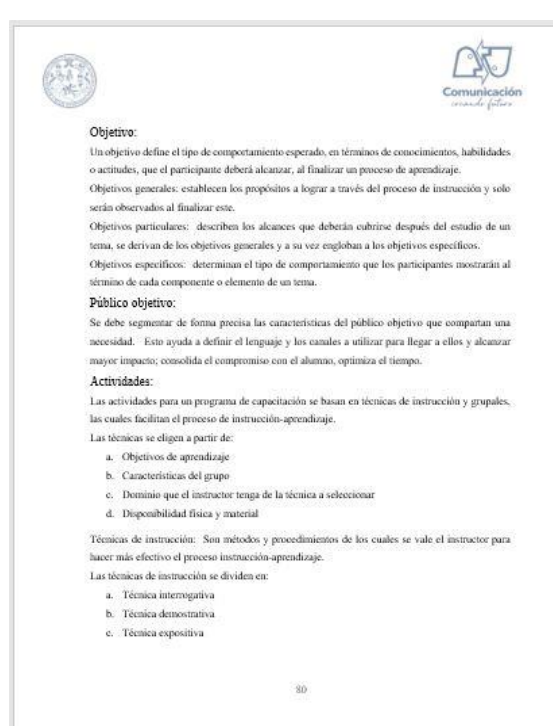 Comunicación
creando futuro
Objetivo:
Un objetivo define el tipo de comportamiento esperado, en términos de conocimientos, habilidades
o actitudes, que el participante deberá alcanzar, al finalizar un proceso de aprendizaje.
Objetivos generales: establecen los propósitos a lograr a través del proceso de instrucción y solo
serán observados al finalizar este.
Objetivos particulares: describen los alcances que deberán cubrirse después del estudio de un
tema, se derivan de los objetivos generales y a su vez engloban a los objetivos específicos.
Objetivos específicos: determinan el tipo de comportamiento que los participantes mostrarán al
término de cada componente o elemento de un tema.
Público objetivo:
Se debe segmentar de forma precisa las características del público objetivo que compartan una
necesidad. Esto ayuda a definir el lenguaje y los canales a utilizar para llegar a ellos y alcanzar
mayor impacto; consolida el compromiso con el alumno, optimiza el tiempo.
Actividades:
Las actividades para un programa de capacitación se basan en técnicas de instrucción y grupales,
las cuales facilitan el proceso de instrucción-aprendizaje.
Las técnicas se eligen a partir de:
a. Objetivos de aprendizaje
b. Características del grupo
c. Dominio que el instructor tenga de la técnica a seleccionar
d. Disponibilidad física y material
Técnicas de instrucción: Son métodos y procedimientos de los cuales se vale el instructor para
hacer más efectivo el proceso instrucción-aprendizaje.
Las técnicas de instrucción se dividen en:
a. Técnica interrogativa
b. Técnica demostrativa
c. Técnica expositiva
80